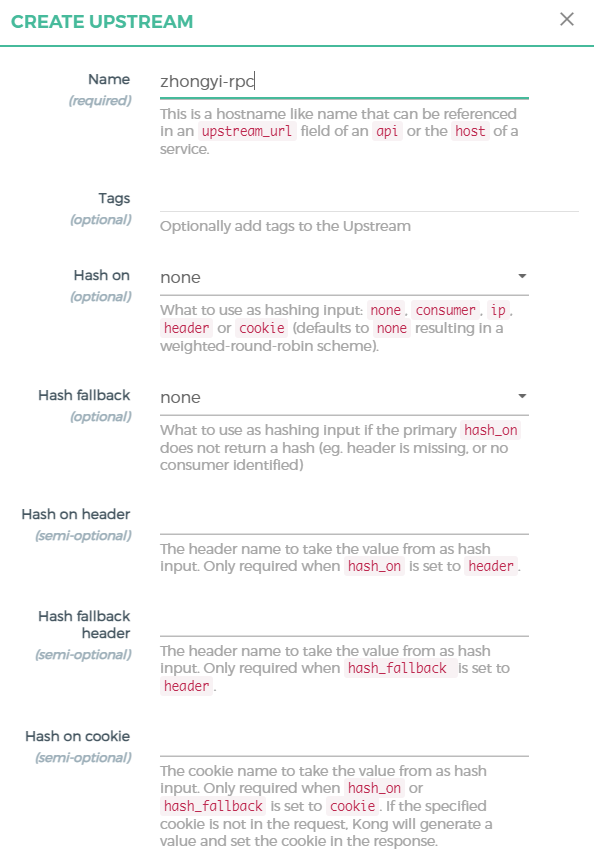 CREATE UPSTREAM
Name
(required)
zhongyi-rpc
This is a hostname like name that can be referenced
in an upstream_url field of an api or the host of a
service.
Tags
(optional)
Optionally add tags to the Upstream
Hash on
(optional)
none
What to use as hashing input: none, consumer, ip,
header or cookie (defaults to none resulting in a
weighted-round-robin scheme).
Hash fallback
(optional)
none
What to use as hashing input if the primary hash_on
does not return a hash (eg. header is missing, or no
consumer identified)
Hash on header
(semi-optional)
The header name to take the value from as hash
input. Only required when hash_on is set to header.
Hash fallback
header
(semi-optional)
The header name to take the value from as hash
input. Only required when hash_fallback is set to
header.
Hash on cookie
(semi-optional)
The cookie name to take the value from as hash
input. Only required when hash_on or
hash_fallback is set to cookie. If the specified
cookie is not in the request, Kong will generate a
value and set the cookie in the response.